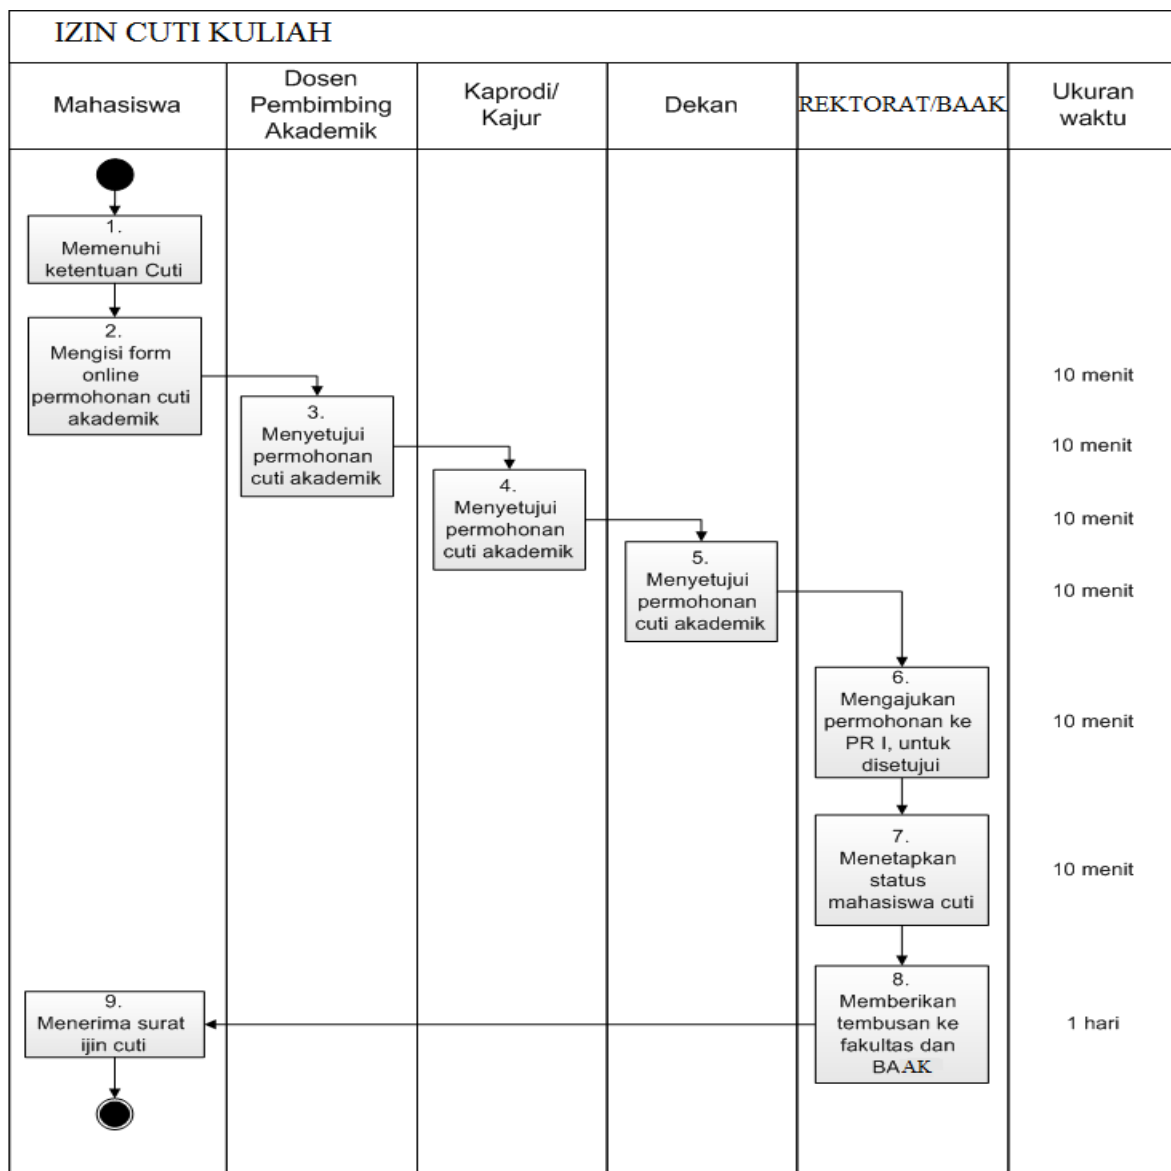 IZIN CUTI KULIAH
Mahasiswa
Dosen
Pembimbing
Akademik
Kaprodi/
Kajur
Dekan
REKTORAT/BAAK
Ukuran
waktu
1.
Memenuhi
ketentuan Cuti
2.
Mengisi form
online
permohonan cuti
akademik
10 menit
3.
Menyetujui
permohonan
cuti akademik
10 menit
4.
Menyetujui
permohonan
cuti akademik
10 menit
5.
Menyetujui
permohonan
cuti akademik
10 menit
6.
Mengajukan
permohonan ke
PR I, untuk
disetujui
10 menit
7.
Menetapkan
status
mahasiswa cuti
10 menit
8.
Memberikan
tembusan ke
fakultas dan
BAAK
1 hari
9.
Menerima surat
ijin cuti